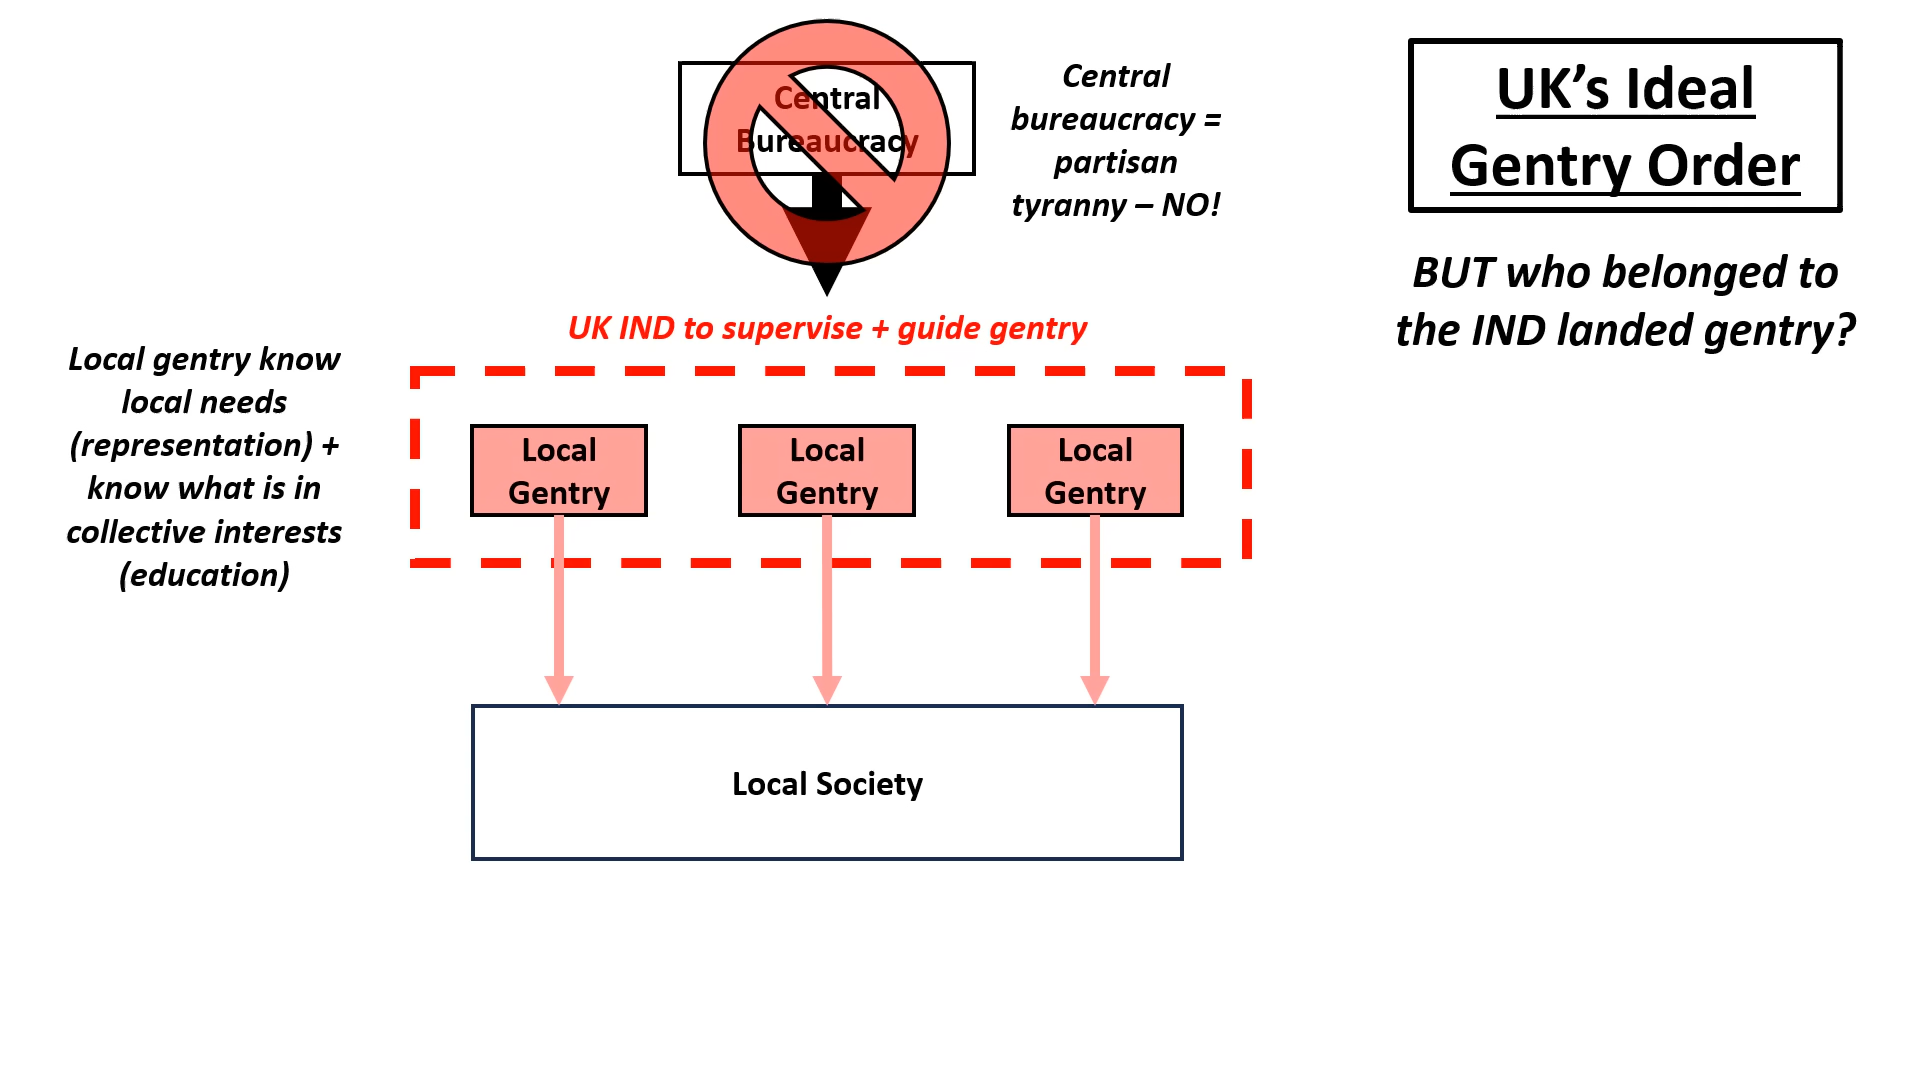 Central
Bureaucracy
Central
bureaucracy =
partisan
tyranny – NO!
UK’s Ideal
Gentry Order
BUT who belonged to
the IND landed gentry?
UK IND to supervise + guide gentry
Local gentry know
local needs
(representation) +
know what is in
collective interests
(education)
Local
Gentry
Local
Gentry
Local
Gentry
Local Society